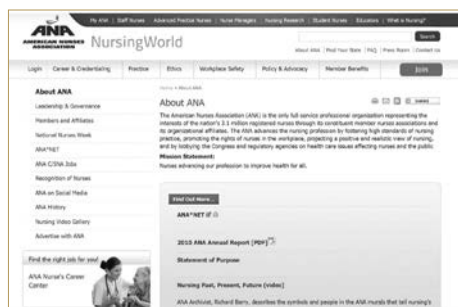 My ANA | Staff Nurses | Advanced Practice Nurses | Nurse Managers | Nursing Research | Student Nurses | Educators | What is Nursing?
ANA
AMERICAN NURSES
ASSOCIATION
NursingWorld
Search
About ANA | Find Your State | FAQ | Press Room | Contact Us
Login Career & Credentialing Practice Ethics Workplace Safety Policy & Advocacy Member Benefits JOIN
Home > About ANA
About ANA
Leadership & Governance
Members and Affiliates
National Nurses Week
ANA*NET
ANA C/SNA Jobs
Recognition of Nurses
ANA on Social Media
ANA History
Nursing Video Gallery
Advertise with ANA
Find the right job for you!
ANA Nurse's Career
Center
About ANA
SHARE
The American Nurses Association (ANA) is the only full service professional organization representing the
interests of the nation's 3.1 million registered nurses through its constituent member nurses associations and
its organizational affiliates. The ANA advances the nursing profession by fostering high standards of nursing
practice, promoting the rights of nurses in the workplace, projecting a positive and realistic view of nursing,
and by lobbying the Congress and regulatory agencies on health care issues affecting nurses and the public.
Mission Statement:
Nurses advancing our profession to improve health for all.
Find Out More...
ANA*NET
2010 ANA Annual Report [PDF]
Statement of Purpose
Nursing Past, Present, Future (video)
ANA Archivist, Richard Barry, describes the symbols and people in the ANA murals that tell nursing's